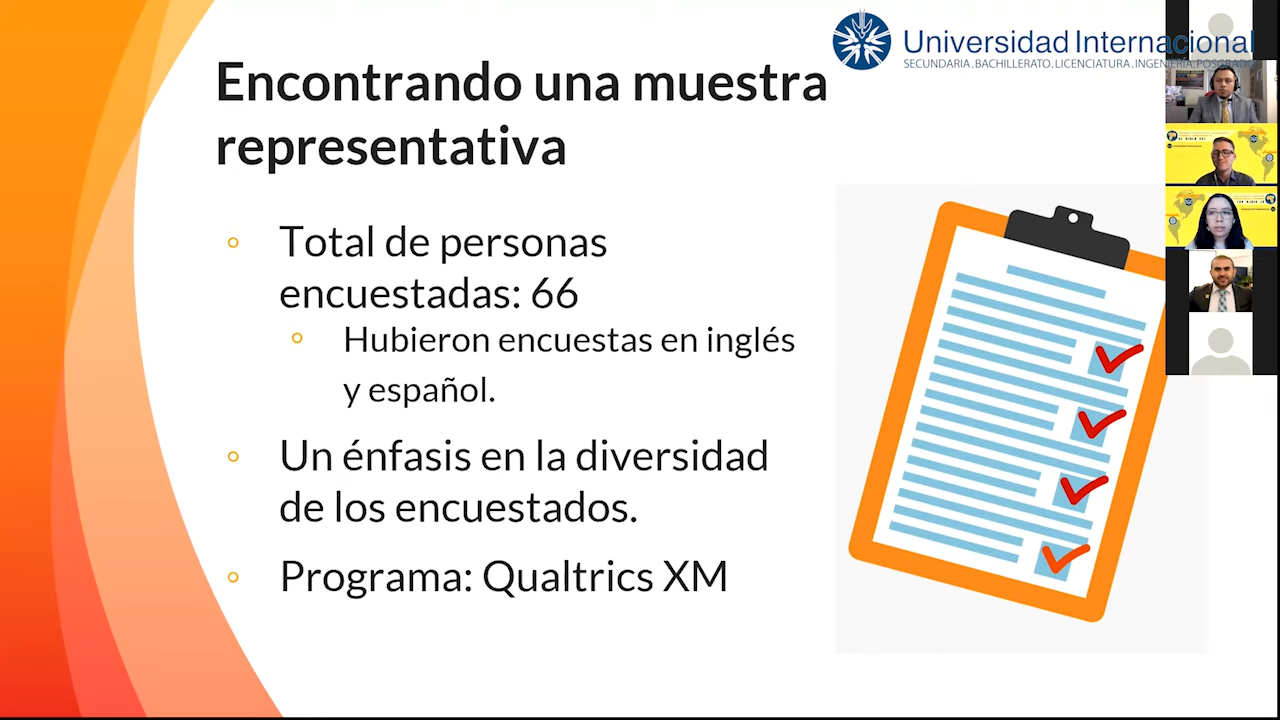 Encontrando una muestra
representativa
Universidad Internacional
SECUNDARIA.BACHILLERATO.LICENCIATURA.INGENIERÍA.POSGRADO
Total de personas
encuestadas: 66
Hubieron encuestas en inglés
y español.
Un énfasis en la diversidad
de los encuestados.
Programa: Qualtrics XM